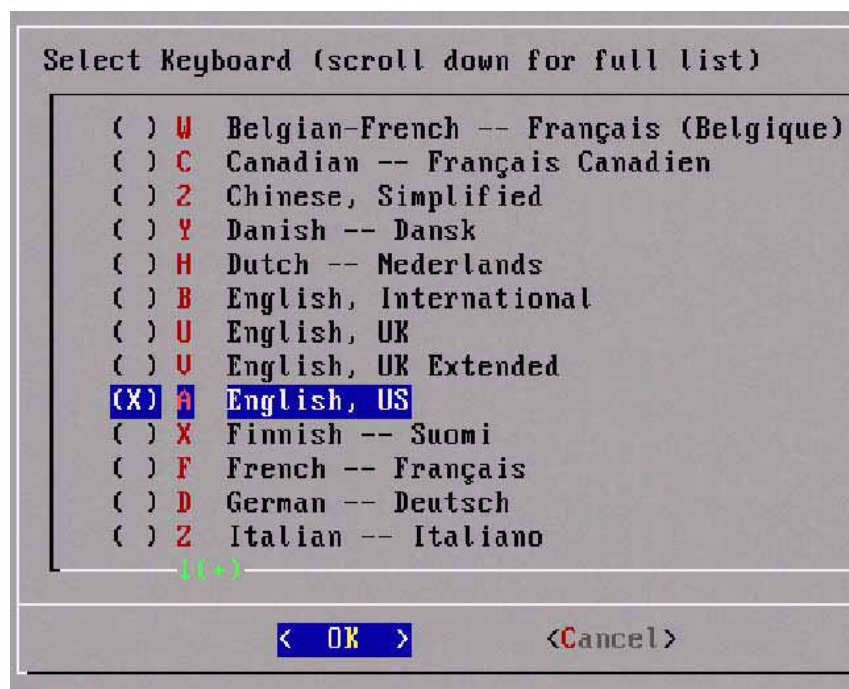 Select Keyboard (scroll down for full list)
( ) W Belgian-French -- Français (Belgique)
( ) C Canadian -- Français Canadien
( ) 2 Chinese, Simplified
( ) Y Danish -- Dansk
( ) H Dutch -- Nederlands
( ) B English, International
( ) U English, UK
( ) V English, UK Extended
(X) A English, US
( ) X Finnish -- Suomi
( ) F French -- Français
( ) D German -- Deutsch
( ) Z Italian -- Italiano
↓(+)
< OK > <Cancel>